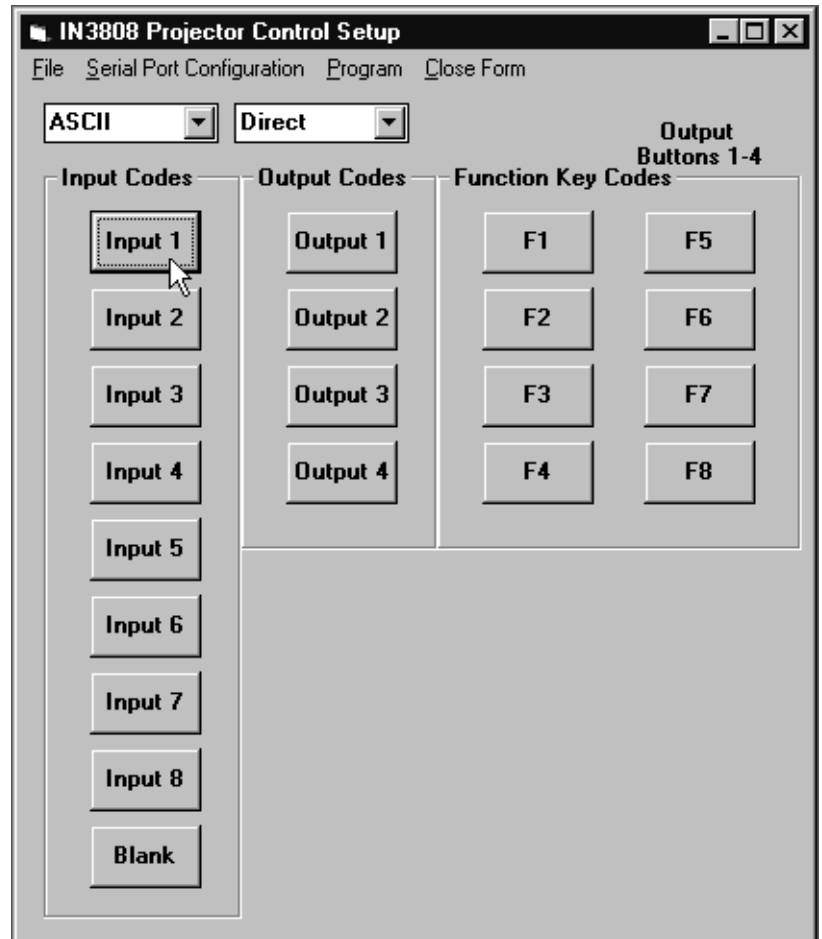 IN3808 Projector Control Setup
File Serial Port Configuration Program Close Form
ASCII Direct
Output
Buttons 1-4
Input Codes Output Codes Function Key Codes
Input 1 Output 1 F1 F5
Input 2 Output 2 F2 F6
Input 3 Output 3 F3 F7
Input 4 Output 4 F4 F8
Input 5
Input 6
Input 7
Input 8
Blank